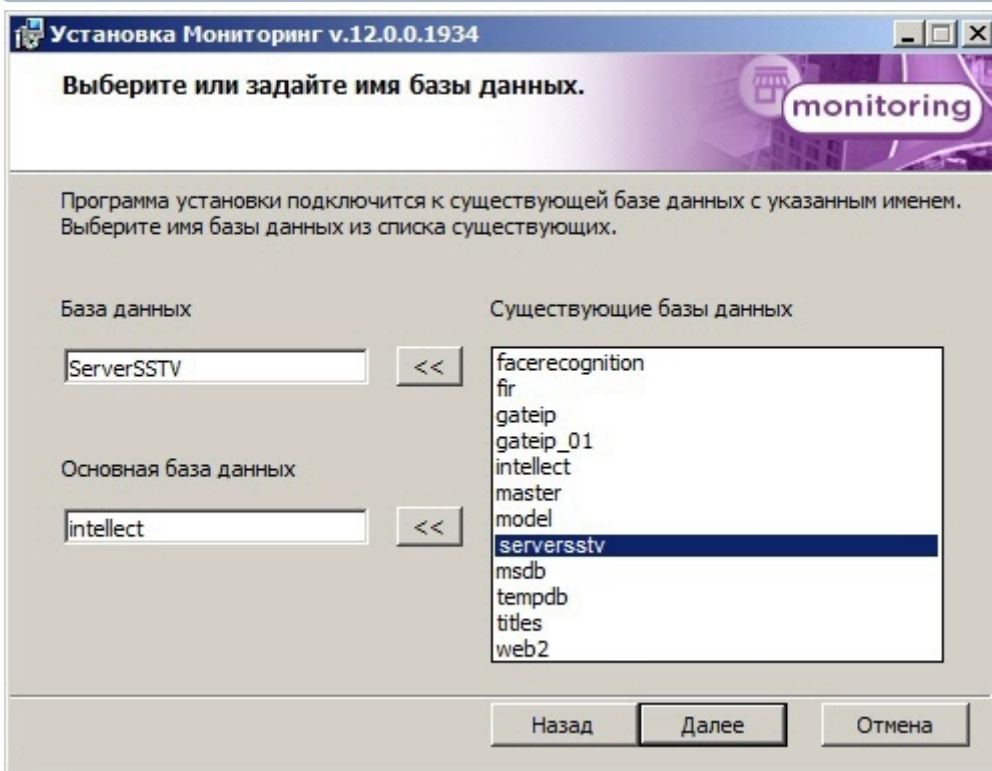 Установка Мониторинг v.12.0.0.1934
Выберите или задайте имя базы данных.
monitoring
Программа установки подключится к существующей базе данных с указанным именем.
Выберите имя базы данных из списка существующих.
База данных
ServerSSTV
<<
Основная база данных
intellect
<<
Существующие базы данных
facerecognition
fir
gateip
gateip_01
intellect
master
model
serversstv
msdb
tempdb
titles
web2
Назад
Далее
Отмена